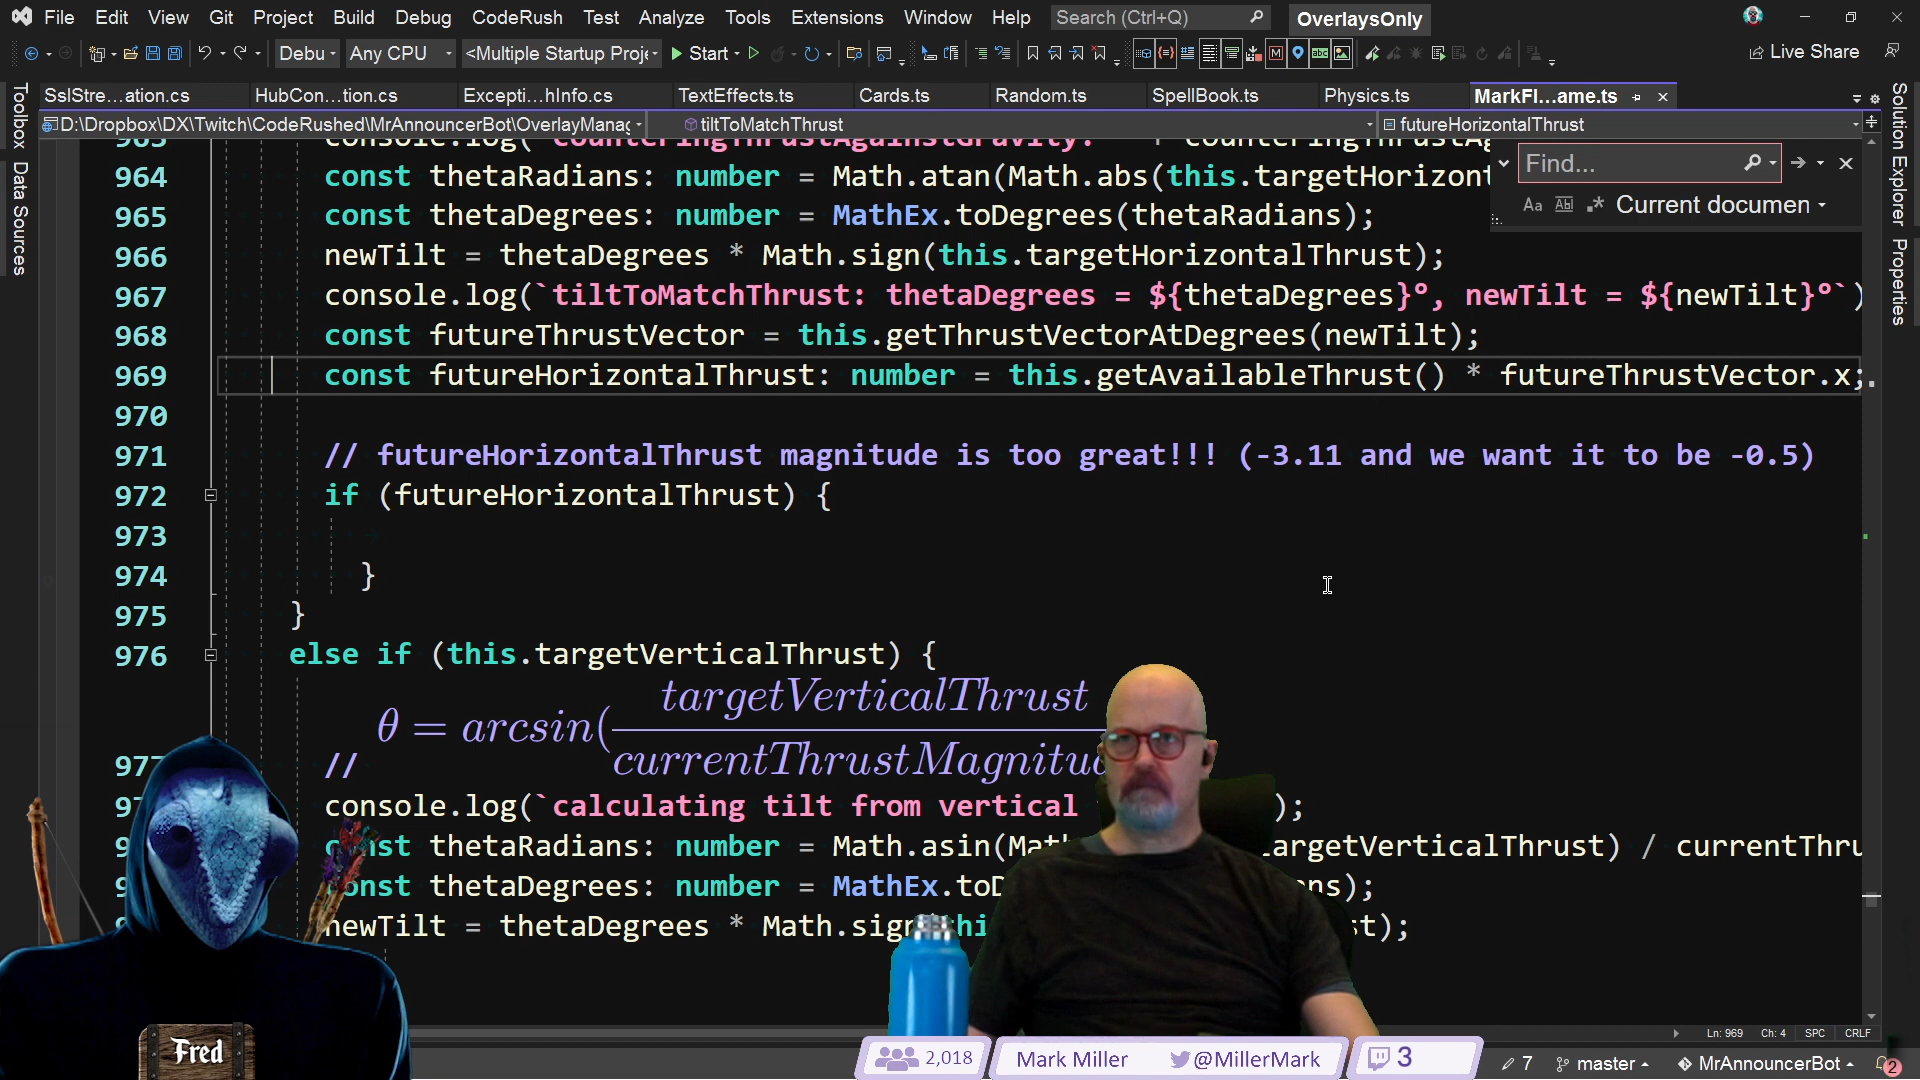 File Edit View Git Project Build Debug CodeRush Test Analyze Tools Extensions Window Help Search (Ctrl+Q) OverlaysOnly
Debu Any CPU <Multiple Startup Proje Start Live Share
SslStre...ation.cs HubCon...tion.cs Excepti...hInfo.cs TextEffects.ts Cards.ts Random.ts SpellBook.ts Physics.ts MarkFl...ame.ts
D:\Dropbox\DX\Twitch\CodeRushed\MrAnnouncerBot\OverlayManag tiltToMatchThrust futureHorizontalThrust
Toolbox
Data Sources
Solution Explorer
Properties
Find...
Aa Current documen
964 const thetaRadians: number = Math.atan(Math.abs(this.targetHorizont
965 const thetaDegrees: number = MathEx.toDegrees(thetaRadians);
966 newTilt = thetaDegrees * Math.sign(this.targetHorizontalThrust);
967 console.log(`tiltToMatchThrust: thetaDegrees = ${thetaDegrees}º, newTilt = ${newTilt}º`)
968 const futureThrustVector = this.getThrustVectorAtDegrees(newTilt);
969 const futureHorizontalThrust: number = this.getAvailableThrust() * futureThrustVector.x;
970
971 // futureHorizontalThrust magnitude is too great!!! (-3.11 and we want it to be -0.5)
972 if (futureHorizontalThrust) {
973
974 }
975 }
976 else if (this.targetVerticalThrust) {
θ = arcsin(targetVerticalThrust
currentThrustMagnitu
977 //
console.log(`calculating tilt from vertical );
const thetaRadians: number = Math.asin(Mat argetVerticalThrust) / currentThru
const thetaDegrees: number = MathEx.toD ns);
newTilt = thetaDegrees * Math.sign(thi st);
Fred
2,018 Mark Miller @MillerMark 3
Ln: 969 Ch: 4 SPC CRLF
7 master MrAnnouncerBot 2